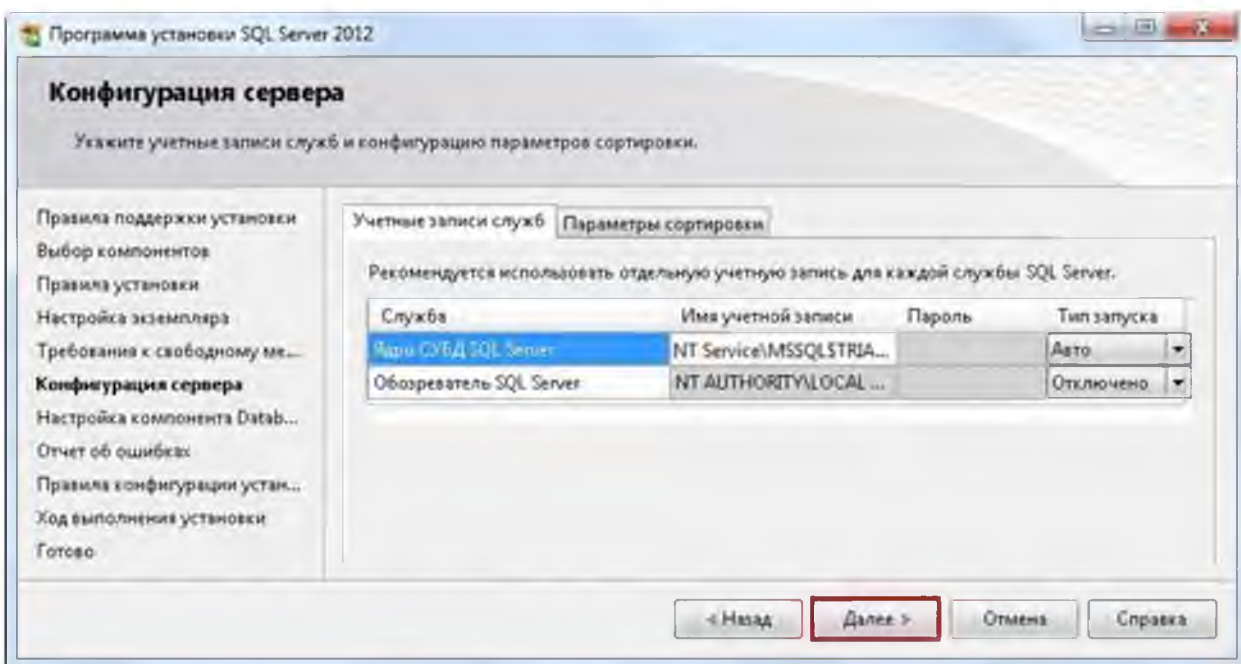 Программа установки SQL Server 2012
Конфигурация сервера
Укажите учетные записи служб и конфигурацию параметров сортировки.
Правила поддержки установки
Выбор компонентов
Правила установки
Настройка экземпляра
Требования к свободному ме...
Конфигурация сервера
Настройка компонента Datab...
Отчет об ошибках
Правила конфигурации устан...
Ход выполнения установки
Готово
Учетные записи служб Параметры сортировки
Рекомендуется использовать отдельную учетную запись для каждой службы SQL Server.
Служба Имя учетной записи Пароль Тип запуска
Ядро СУБД SQL Server NT Service\MSSQL$TRIA... Авто
Обозреватель SQL Server NT AUTHORITY\LOCAL ... Отключено
< Назад Далее > Отмена Справка